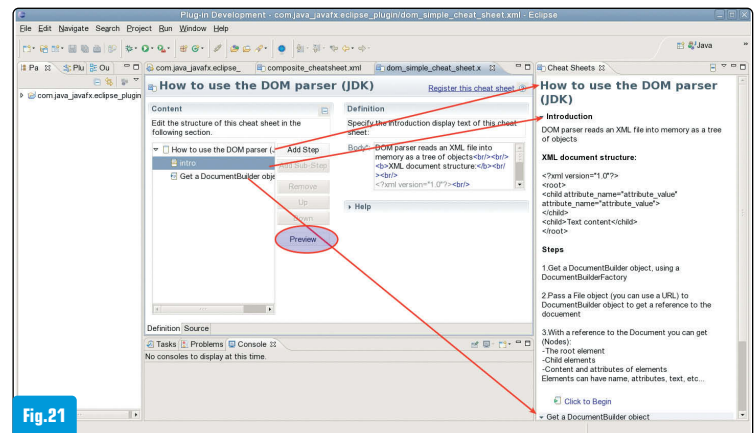 Plug-in Development - com.java_javafx.eclipse_plugin/dom_simple_cheat_sheet.xml - Eclipse
File Edit Navigate Search Project Run Window Help
Java
Pa
Plu
Ou
com.java_javafx.eclipse_
composite_cheatsheet.xml
dom_simple_cheat_sheet.x
Cheat Sheets
com.java_javafx.eclipse_plugin
How to use the DOM parser (JDK)
Register this cheat sheet
Content
Edit the structure of this cheat sheet in the
following section.
How to use the DOM parser (.
intro
Get a DocumentBuilder obje
Add Step
Add Sub-Step
Remove
Up
Down
Preview
Definition
Specify the introduction display text of this cheat
sheet:
Body*:
DOM parser reads an XML file into
memory as a tree of objects<br/><br/>
<b>XML document structure:</b><br/
><br/>
<?xml version="1.0"?><br/>
Help
Definition Source
Tasks Problems Console
No consoles to display at this time.
How to use the DOM parser
(JDK)
Introduction
DOM parser reads an XML file into memory as a tree
of objects
XML document structure:
<?xml version="1.0"?>
<root>
<child attribute_name="attribute_value"
attribute_name="attribute_value">
</child>
<child>Text content</child>
</root>
Steps
1.Get a DocumentBuilder object, using a
DocumentBuilderFactory
2.Pass a File object (you can use a URL) to
DocumentBuilder object to get a reference to the
docuement
3.With a reference to the Document you can get
(Nodes):
-The root element
-Child elements
-Content and attributes of elements
Elements can have name, attributes, text, etc...
Click to Begin
Get a DocumentBuilder object
Fig.21